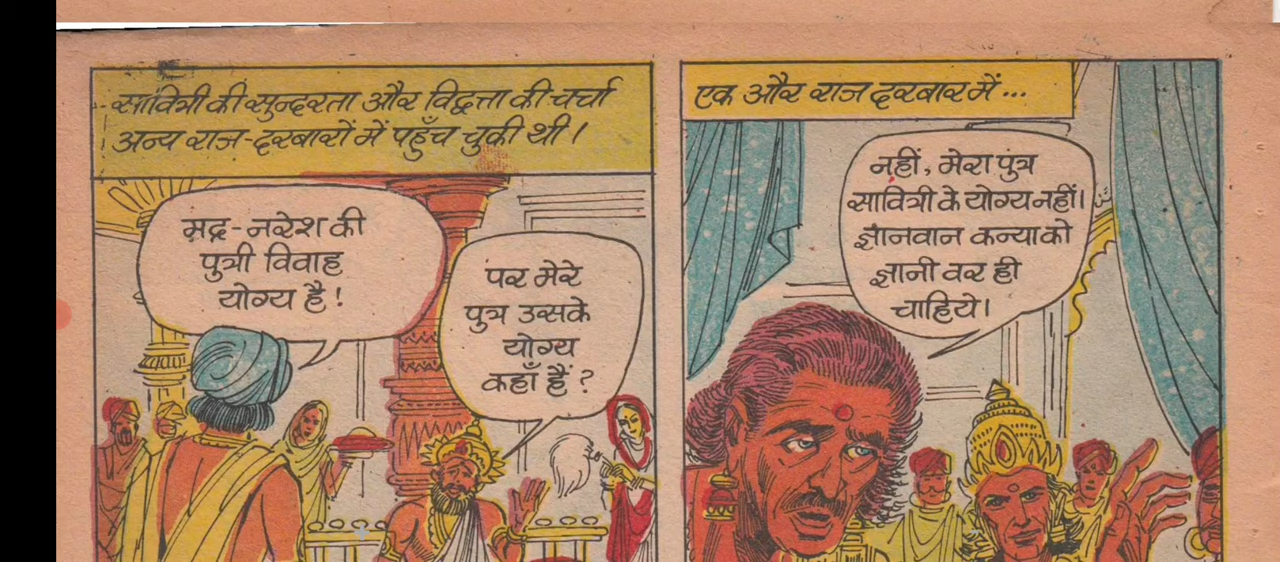 सावित्री की सुन्दरता और विद्वत्ता की चर्चा
अन्य राज-दरबारों में पहुँच चुकी थी।
मद्र-नरेश की
पुत्री विवाह
योग्य है!
पर मेरे
पुत्र उसके
योग्य
कहाँ हैं?
एक और राज दरबार में...
नहीं, मेरा पुत्र
सावित्री के योग्य नहीं।
ज्ञानवान कन्या को
ज्ञानी वर ही
चाहिये।